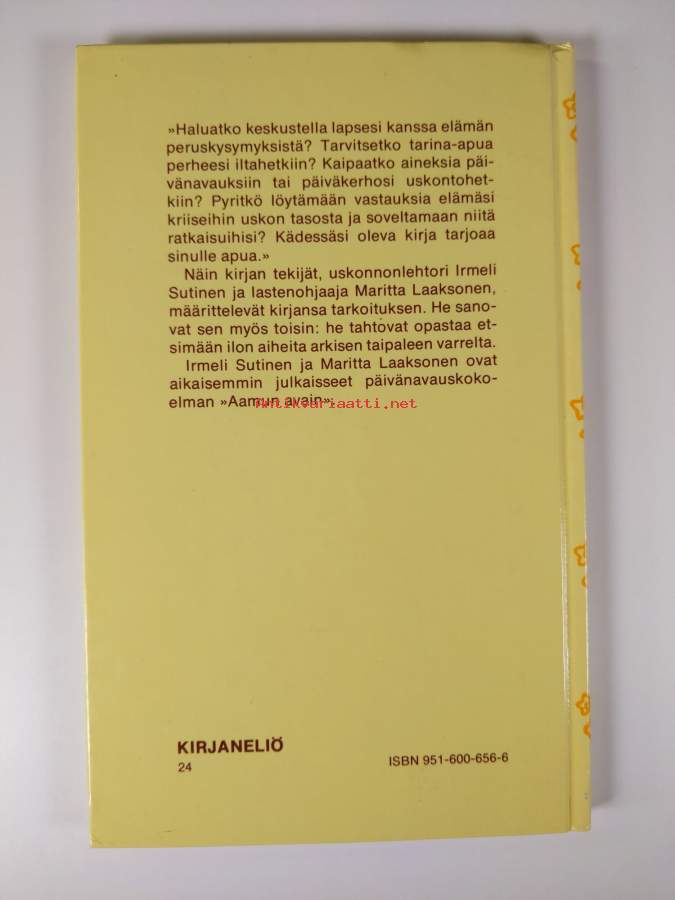 »Haluatko keskustella lapsesi kanssa elämän
peruskysymyksistä? Tarvitsetko tarina-apua
perheesi iltahetkiin? Kaipaatko aineksia päi-
vänavauksiin tai päiväkerhosi uskontohet-
kiin? Pyritkö löytämään vastauksia elämäsi
kriiseihin uskon tasosta ja soveltamaan niitä
ratkaisuihisi? Kädessäsi oleva kirja tarjoaa
sinulle apua.»
Näin kirjan tekijät, uskonnonlehtori Irmeli
Sutinen ja lastenohjaaja Maritta Laaksonen,
määrittelevät kirjansa tarkoituksen. He sano-
vat sen myös toisin: he tahtovat opastaa et-
simään ilon aiheita arkisen taipaleen varrelta.
Irmeli Sutinen ja Maritta Laaksonen ovat
aikaisemmin julkaisseet päivänavauskoko-
elman »Aamun avain».
Antikvariaatti.net
KIRJANELIÖ
24
ISBN 951-600-656-6